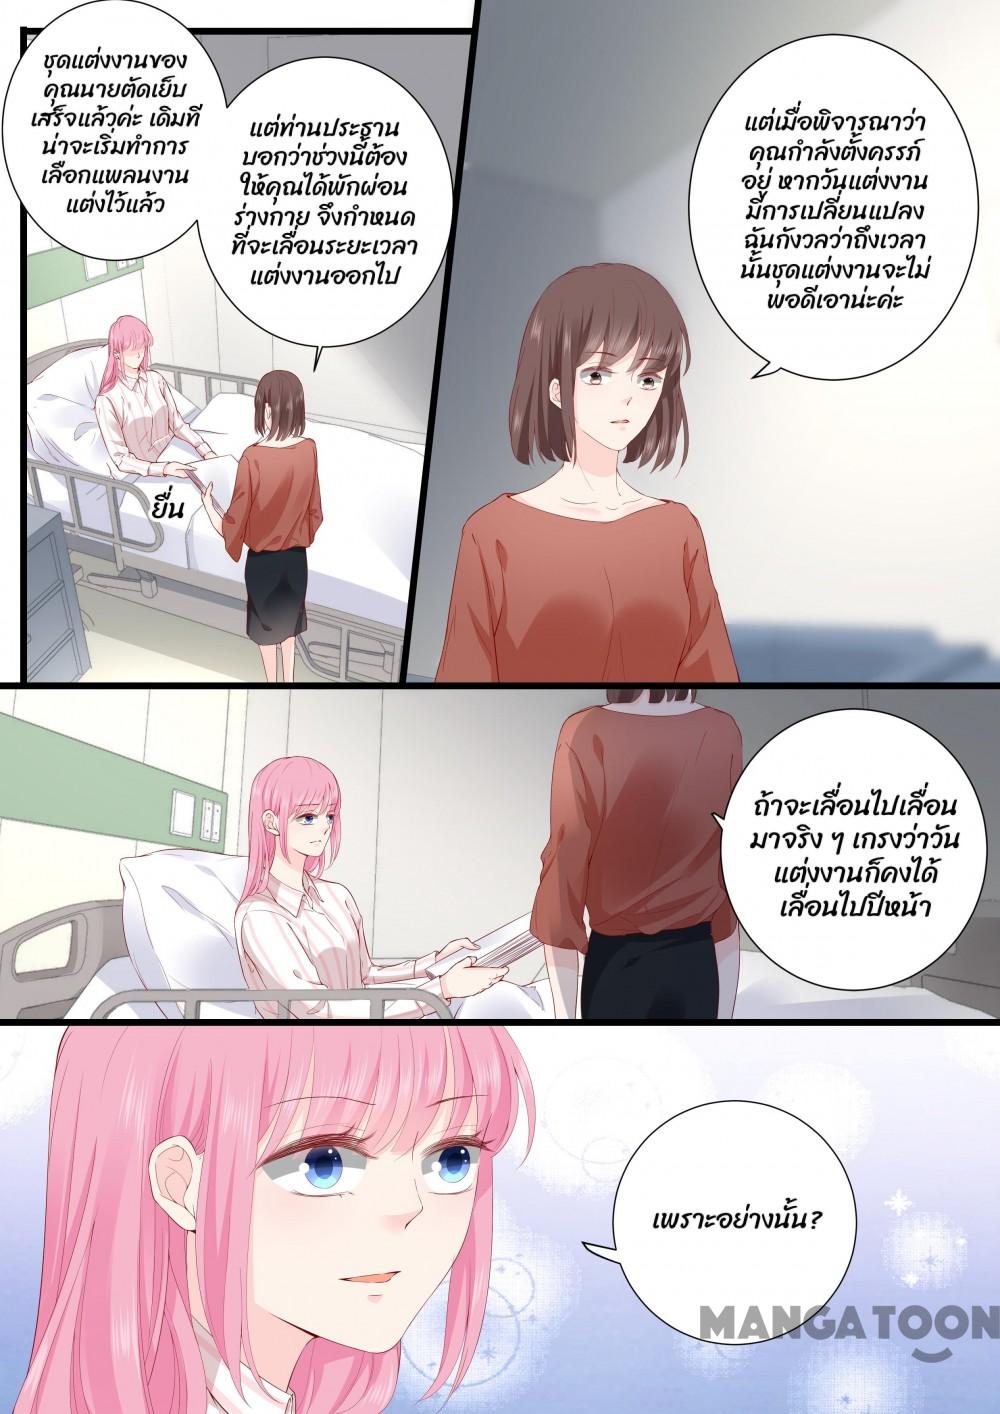 ชุดแต่งงานของ
คุณนายตัดเย็บ
เสร็จแล้วค่ะ เดิมที
น่าจะเริ่มทำการ
เลือกแพลนงาน
แต่งไว้แล้ว
แต่ท่านประธาน
บอกว่าช่วงนี้ต้อง
ให้คุณได้พักผ่อน
ร่างกาย จึงกำหนด
ที่จะเลื่อนระยะเวลา
แต่งงานออกไป
ยื่น
แต่เมื่อพิจารณาว่า
คุณกำลังตั้งครรภ์
อยู่ หากวันแต่งงาน
มีการเปลี่ยนแปลง
ฉันกังวลว่าถึงเวลา
นั้นชุดแต่งงานจะไม่
พอดีเอาน่ะค่ะ
ถ้าจะเลื่อนไปเลื่อน
มาจริง ๆ เกรงว่าวัน
แต่งงานก็คงได้
เลื่อนไปปีหน้า
เพราะอย่างนั้น?
MANGATOON